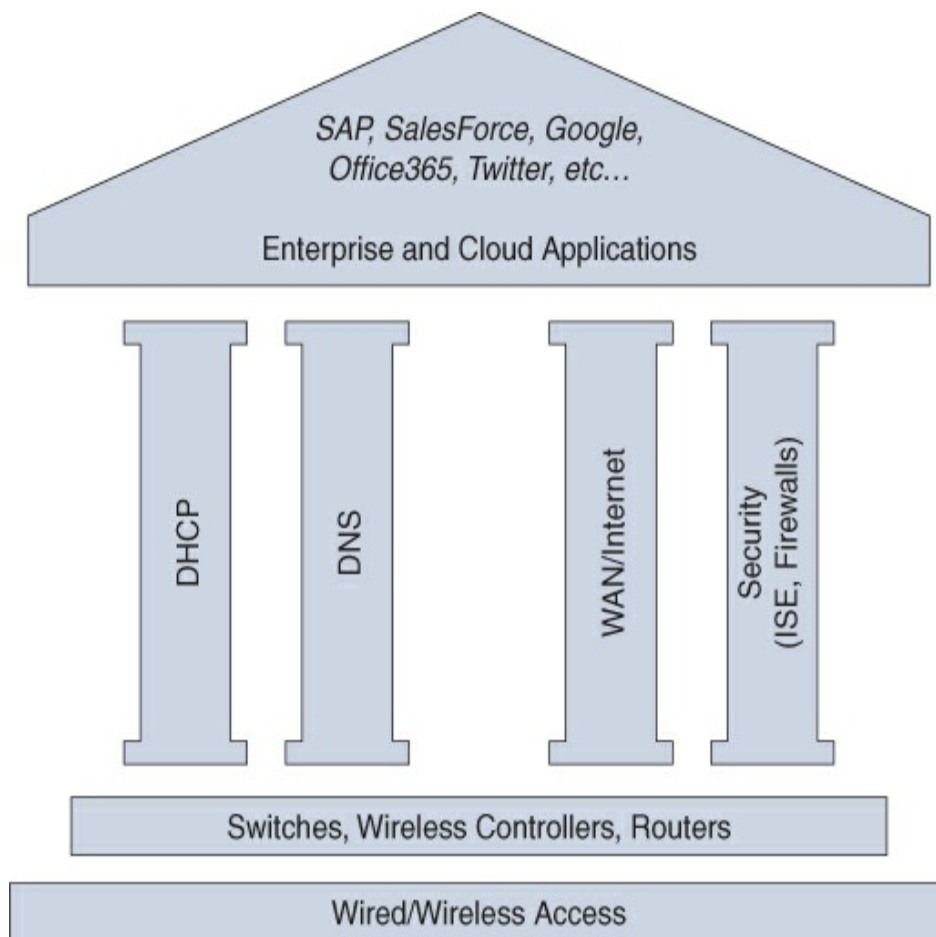 SAP, SalesForce, Google,
Office365, Twitter, etc…
Enterprise and Cloud Applications
DHCP
DNS
WAN/Internet
Security
(ISE, Firewalls)
Switches, Wireless Controllers, Routers
Wired/Wireless Access